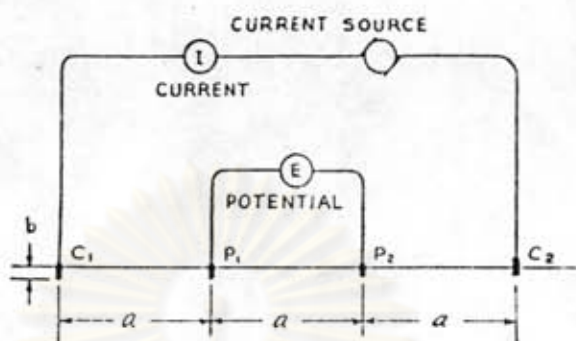 CURRENT SOURCE
I
CURRENT
E
POTENTIAL
b
C₁ P₁ P₂ C₂
a a a